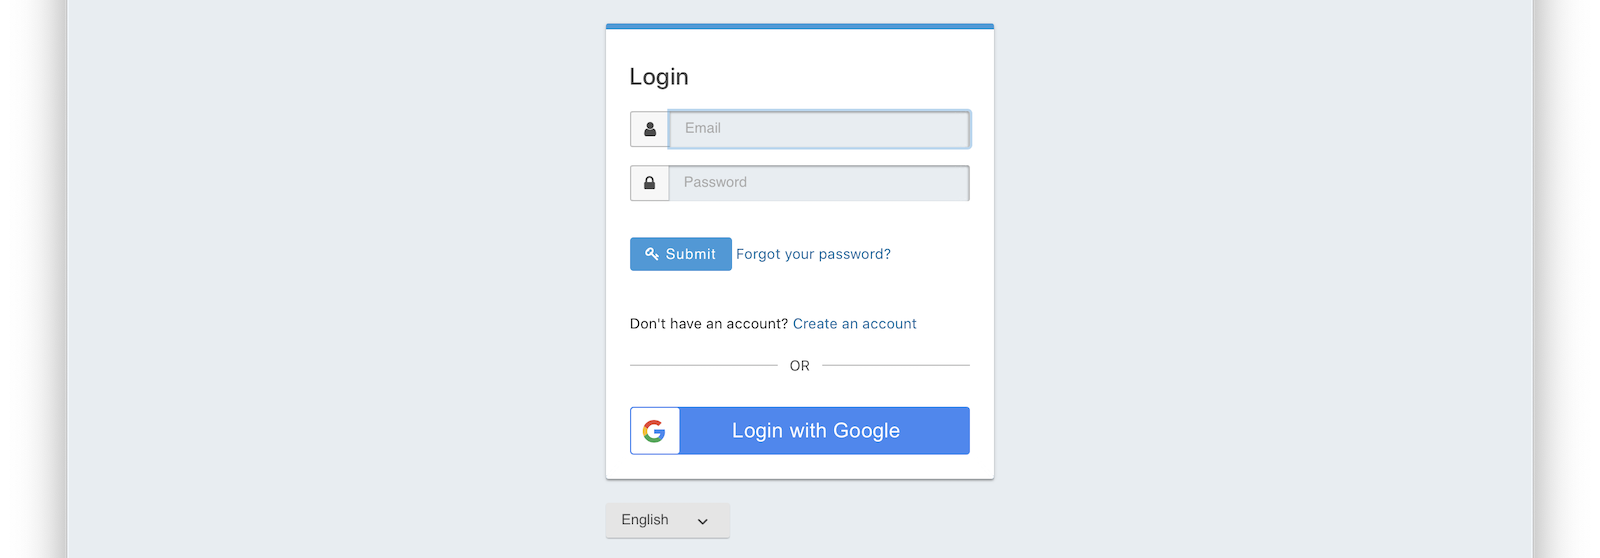 Login
Email
Password
Submit Forgot your password?
Don't have an account? Create an account
OR
Login with Google
English